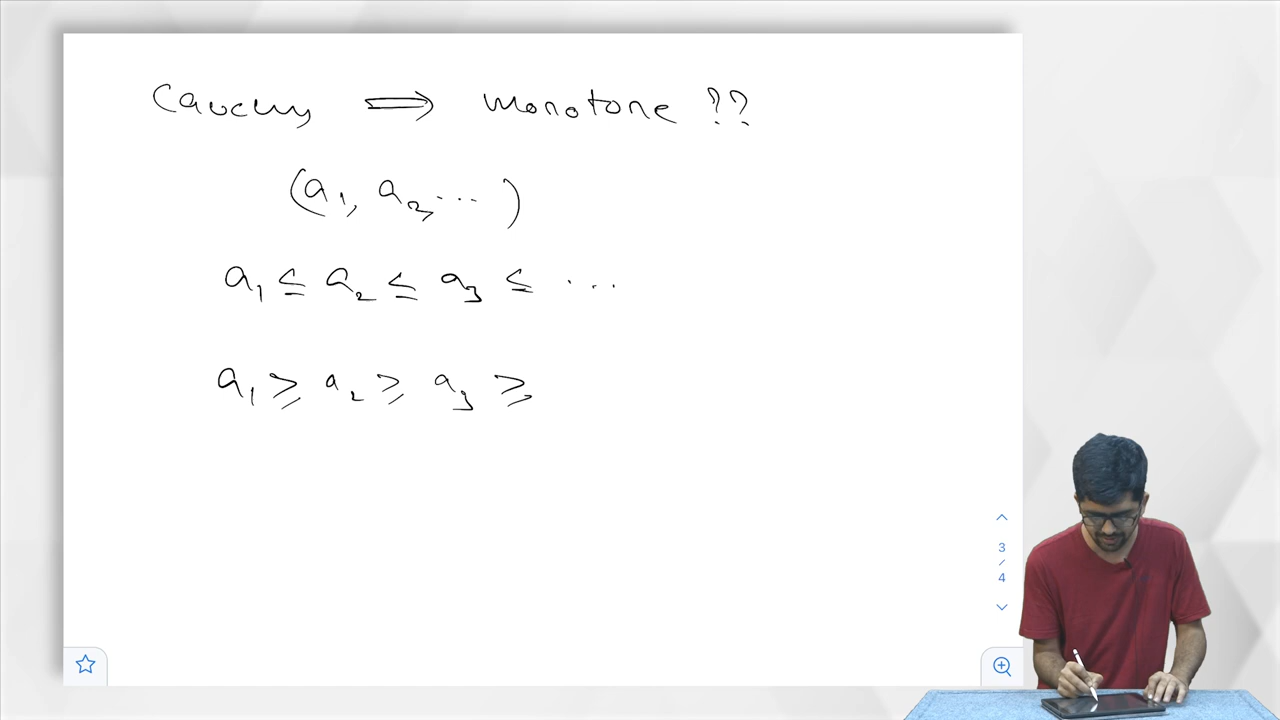 Cauchy ⟹ monotone ??
(a₁, a₂, ... )
a₁ ≤ a₂ ≤ a₃ ≤ ...
a₁ ≥ a₂ ≥ a₃ ≥
3
/
4